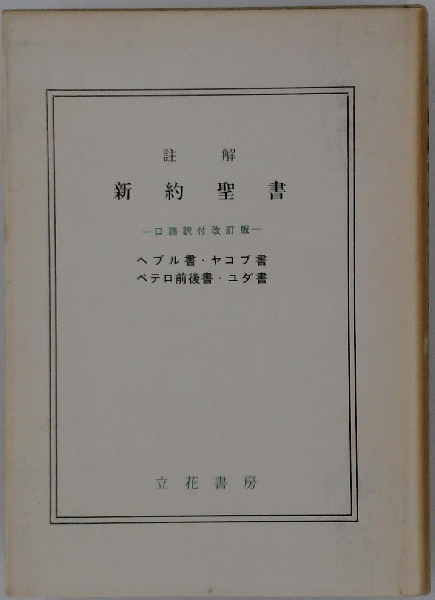 註解
新約聖書
―口語訳付改訂版―
ヘブル書・ヤコブ書
ペテロ前後書・ユダ書
立花書房